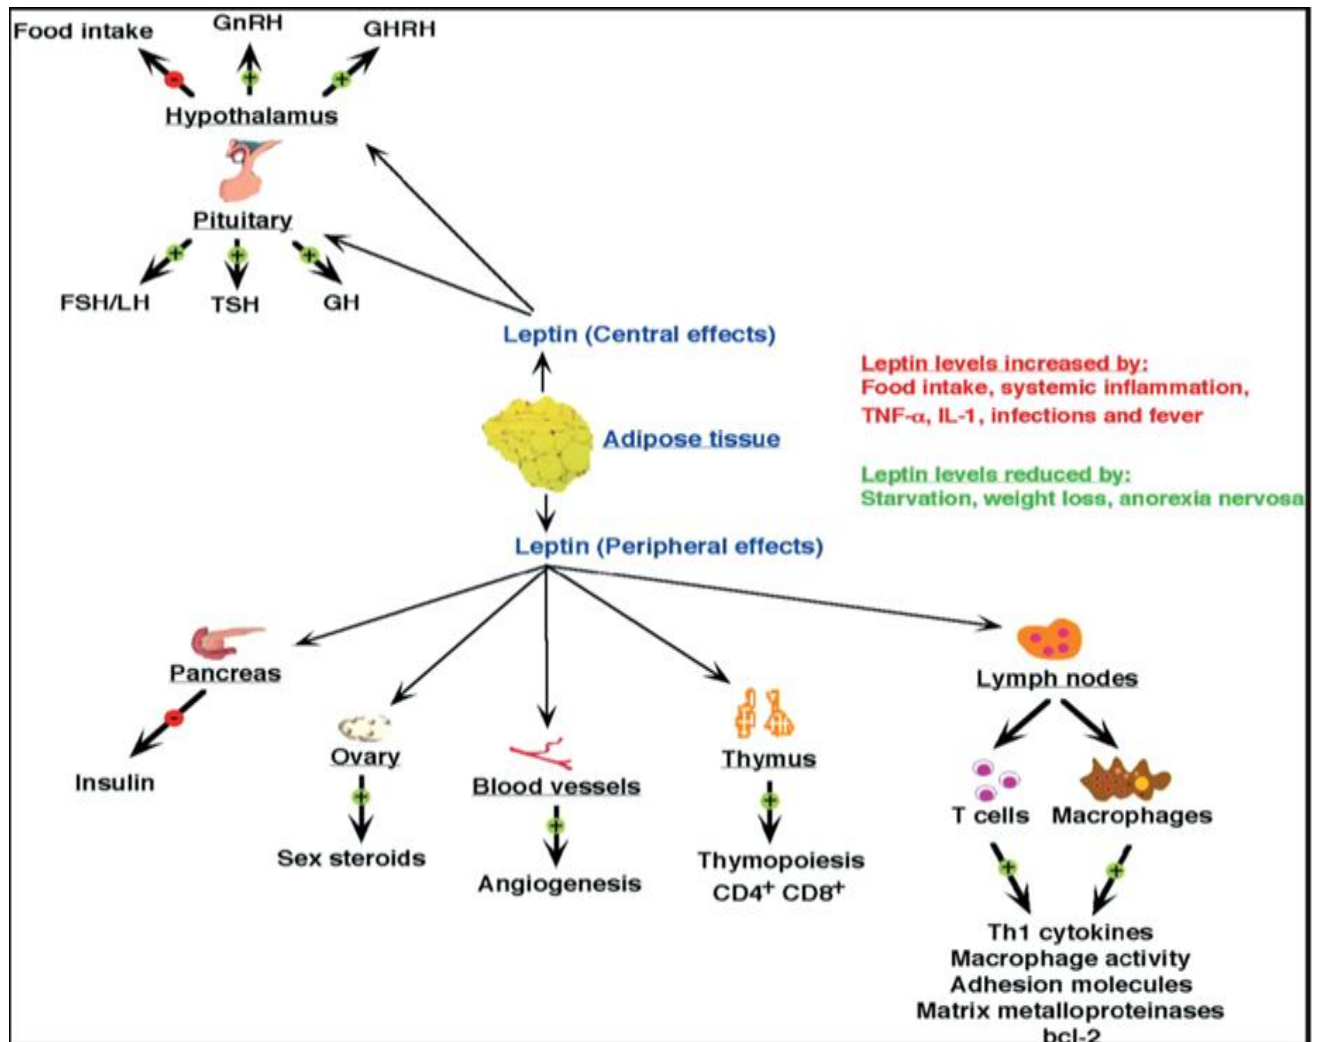 Food intake
GnRH
GHRH
-
+
+
Hypothalamus
Pituitary
+
+
+
FSH/LH
TSH
GH
Leptin (Central effects)
Adipose tissue
Leptin levels increased by:
Food intake, systemic inflammation,
TNF-α, IL-1, infections and fever
Leptin levels reduced by:
Starvation, weight loss, anorexia nervosa
Leptin (Peripheral effects)
Pancreas
-
Insulin
Ovary
+
Sex steroids
Blood vessels
+
Angiogenesis
Thymus
+
Thymopoiesis
CD4+ CD8+
Lymph nodes
T cells
Macrophages
+
+
Th1 cytokines
Macrophage activity
Adhesion molecules
Matrix metalloproteinases
bcl-2